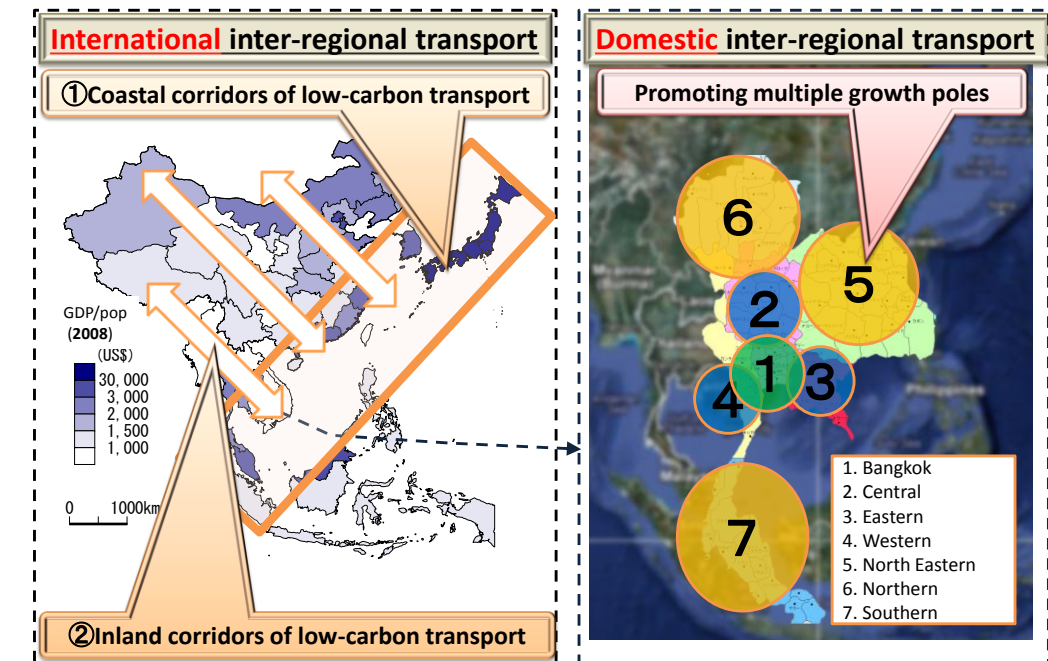 International inter-regional transport
①Coastal corridors of low-carbon transport
GDP/pop
(2008)
(US$)
30,000
3,000
2,000
1,500
1,000
0 1000km
②Inland corridors of low-carbon transport
Domestic inter-regional transport
Promoting multiple growth poles
6
5
2
1
3
4
7
1. Bangkok
2. Central
3. Eastern
4. Western
5. North Eastern
6. Northern
7. Southern